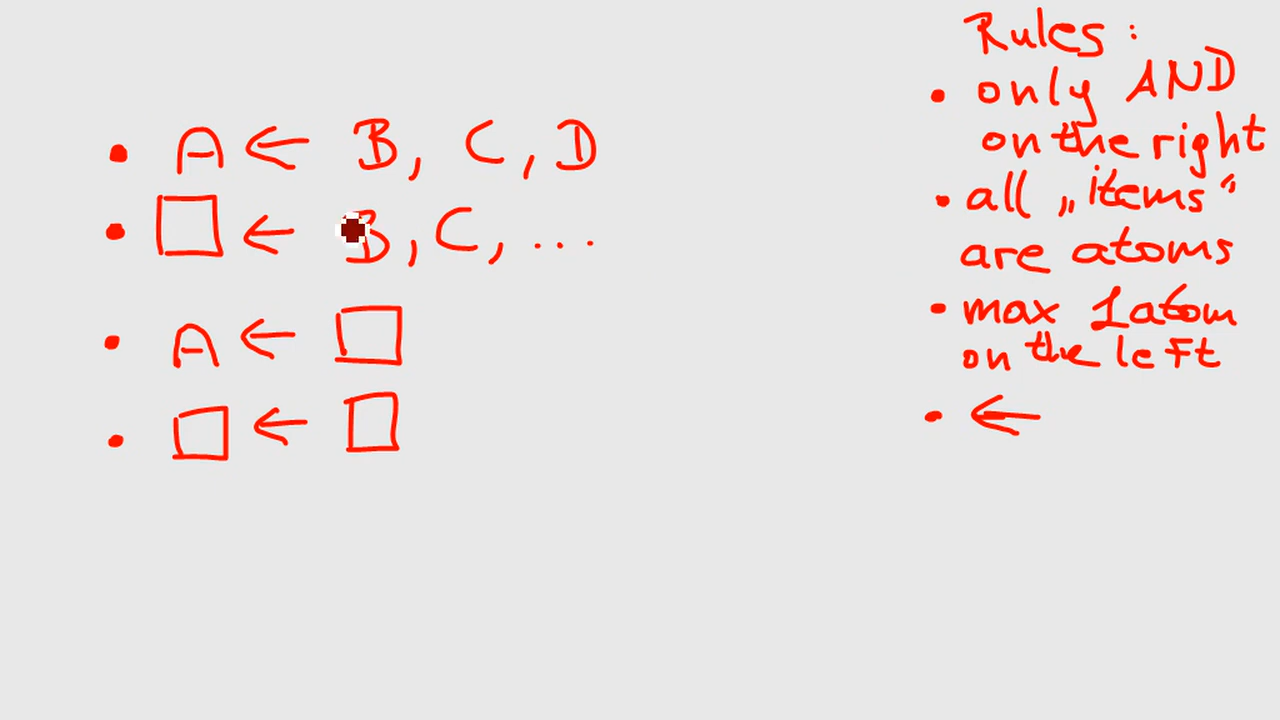 • A ← B, C, D
• □ ← B, C, ...
• A ← □
• □ ← □
Rules:
• only AND
on the right
• all „items“
are atoms
• max 1 atom
on the left
• ←